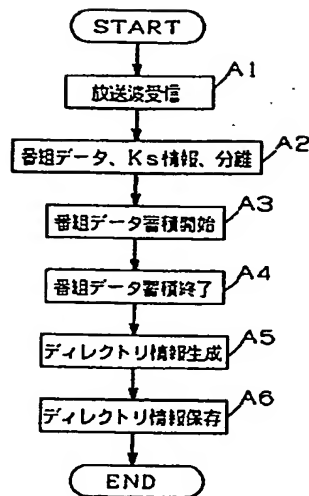 START
放送波受信
A1
番組データ、Ks情報、分離
A2
番組データ蓄積開始
A3
番組データ蓄積終了
A4
ディレクトリ情報生成
A5
ディレクトリ情報保存
A6
END